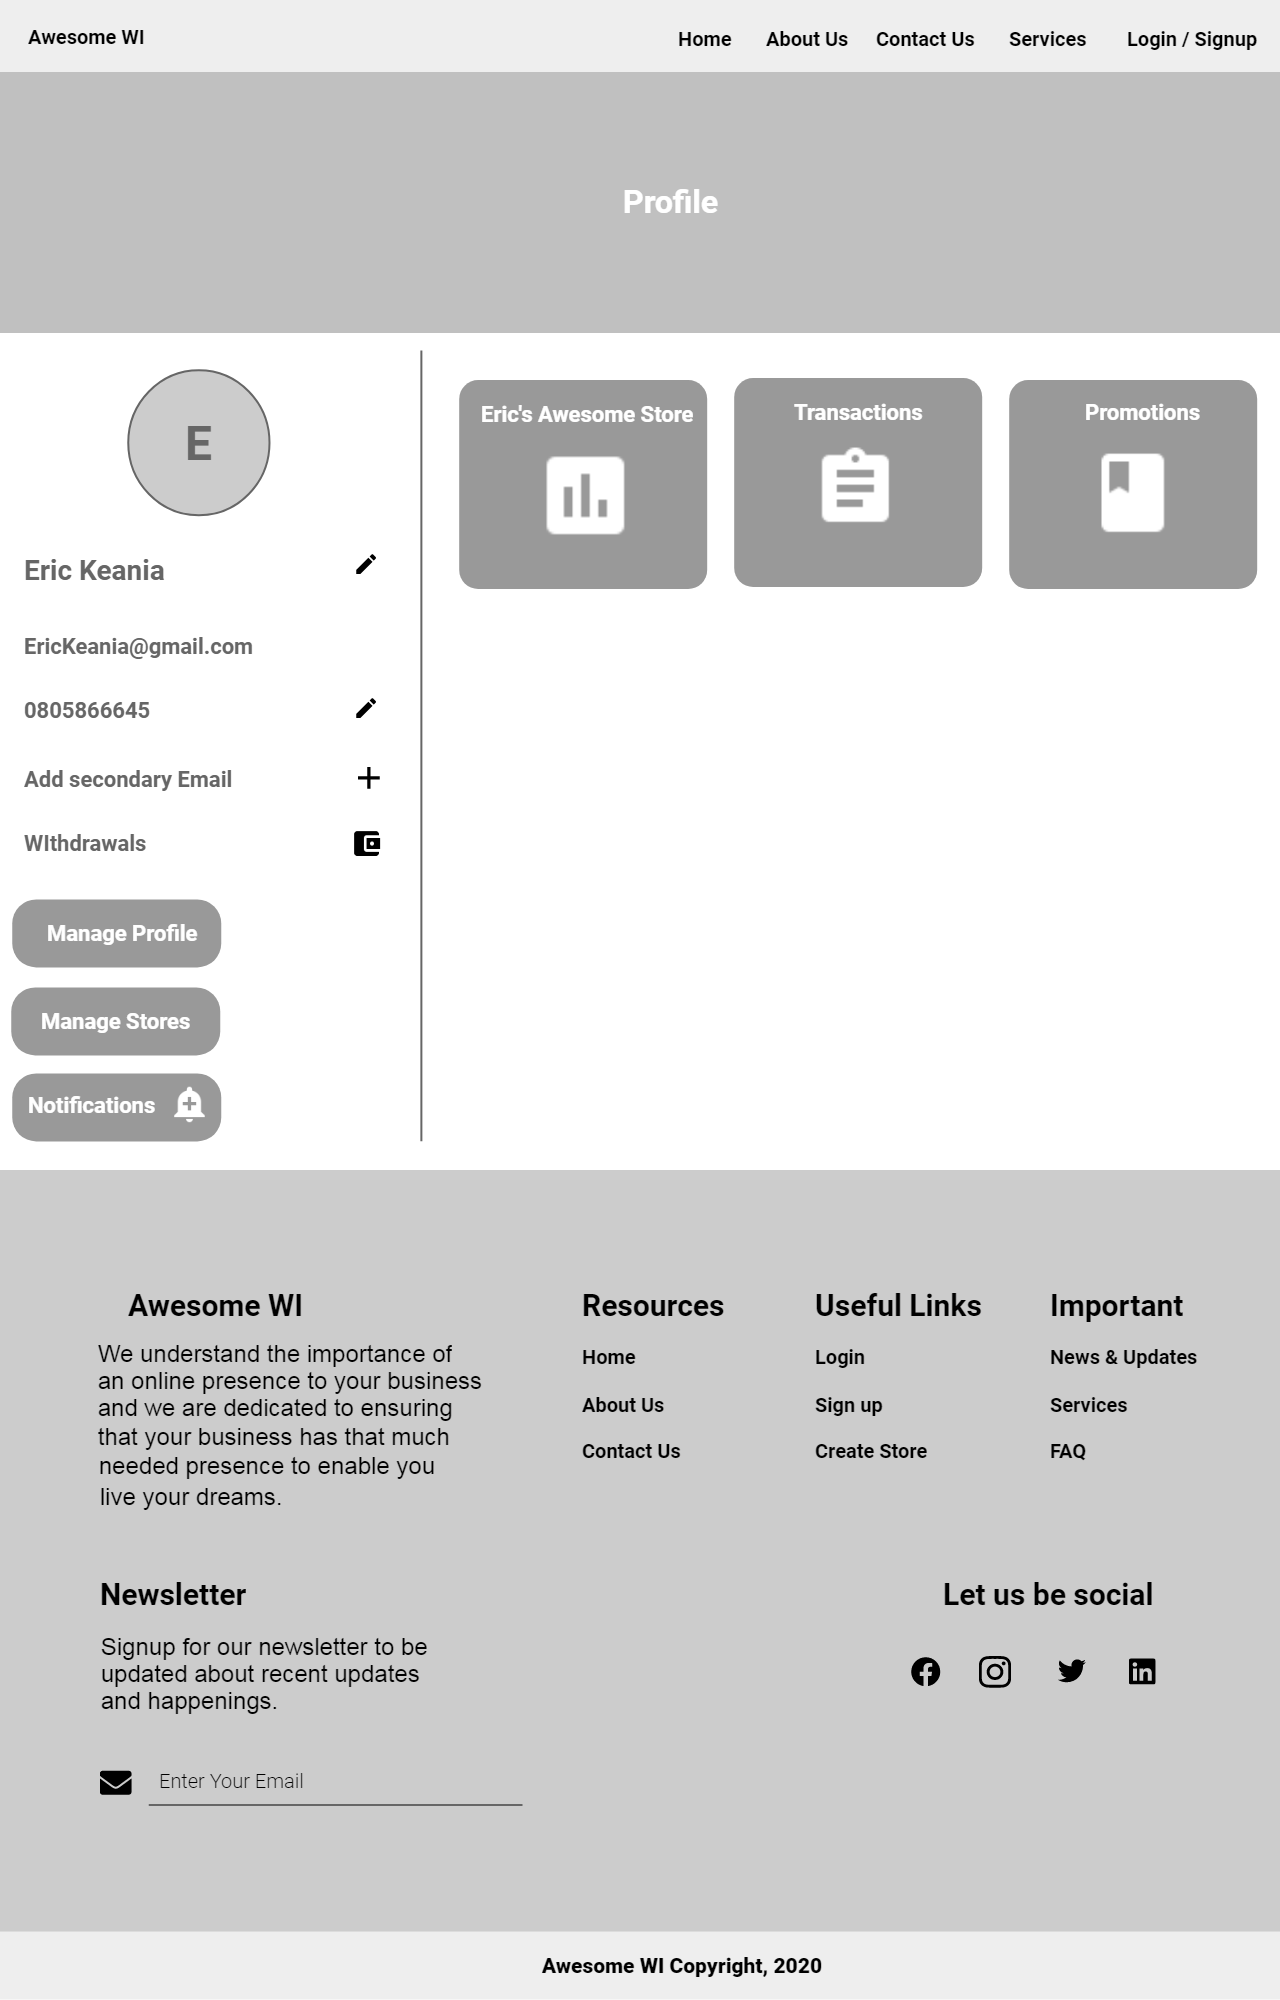 Awesome WI
Home About Us Contact Us Services Login / Signup
Profile
E
Eric Keania
EricKeania@gmail.com
0805866645
Add secondary Email
WIthdrawals
Manage Profile
Manage Stores
Notifications
Eric's Awesome Store
Transactions
Promotions
Awesome WI
We understand the importance of
an online presence to your business
and we are dedicated to ensuring
that your business has that much
needed presence to enable you
live your dreams.
Resources
Home
About Us
Contact Us
Useful Links
Login
Sign up
Create Store
Important
News & Updates
Services
FAQ
Newsletter
Signup for our newsletter to be
updated about recent updates
and happenings.
Enter Your Email
Let us be social
Awesome WI Copyright, 2020